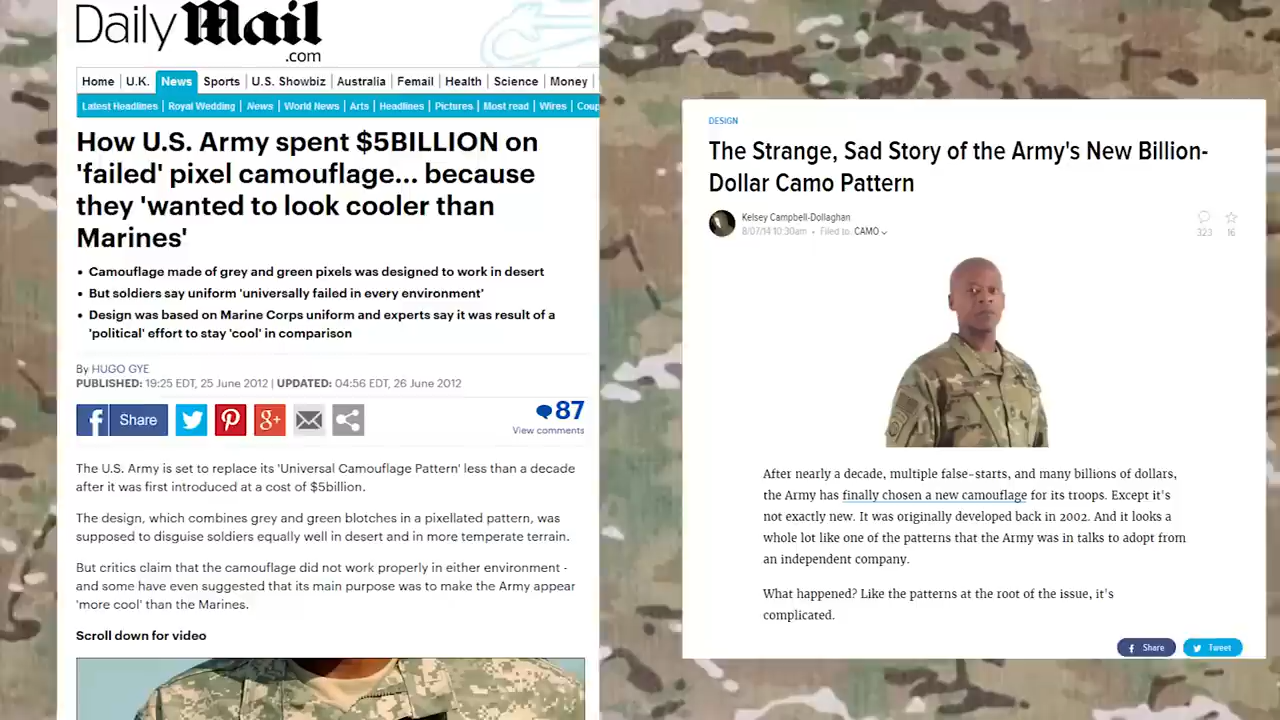 Daily Mail
.com
Home U.K. News Sports U.S. Showbiz Australia Femail Health Science Money
Latest Headlines Royal Wedding News World News Arts Headlines Pictures Most read Wires Coup
How U.S. Army spent $5BILLION on
'failed' pixel camouflage... because
they 'wanted to look cooler than
Marines'
• Camouflage made of grey and green pixels was designed to work in desert
• But soldiers say uniform 'universally failed in every environment'
• Design was based on Marine Corps uniform and experts say it was result of a
'political' effort to stay 'cool' in comparison
By HUGO GYE
PUBLISHED: 19:25 EDT, 25 June 2012 | UPDATED: 04:56 EDT, 26 June 2012
f Share
g+
87
View comments
The U.S. Army is set to replace its 'Universal Camouflage Pattern' less than a decade
after it was first introduced at a cost of $5billion.
The design, which combines grey and green blotches in a pixellated pattern, was
supposed to disguise soldiers equally well in desert and in more temperate terrain.
But critics claim that the camouflage did not work properly in either environment -
and some have even suggested that its main purpose was to make the Army appear
'more cool' than the Marines.
Scroll down for video
DESIGN
The Strange, Sad Story of the Army's New Billion-
Dollar Camo Pattern
Kelsey Campbell-Dollaghan
8/07/14 10:30am • Filed to: CAMO
323 16
After nearly a decade, multiple false-starts, and many billions of dollars,
the Army has finally chosen a new camouflage for its troops. Except it's
not exactly new. It was originally developed back in 2002. And it looks a
whole lot like one of the patterns that the Army was in talks to adopt from
an independent company.
What happened? Like the patterns at the root of the issue, it's
complicated.
f Share Tweet